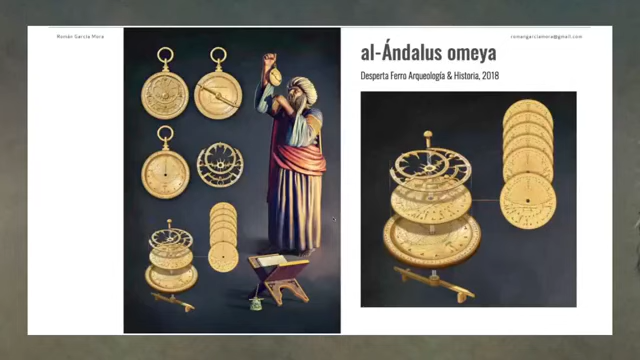 Román García Mora
romangarciamora@gmail.com
al-Ándalus omeya
Desperta Ferro Arqueología & Historia, 2018